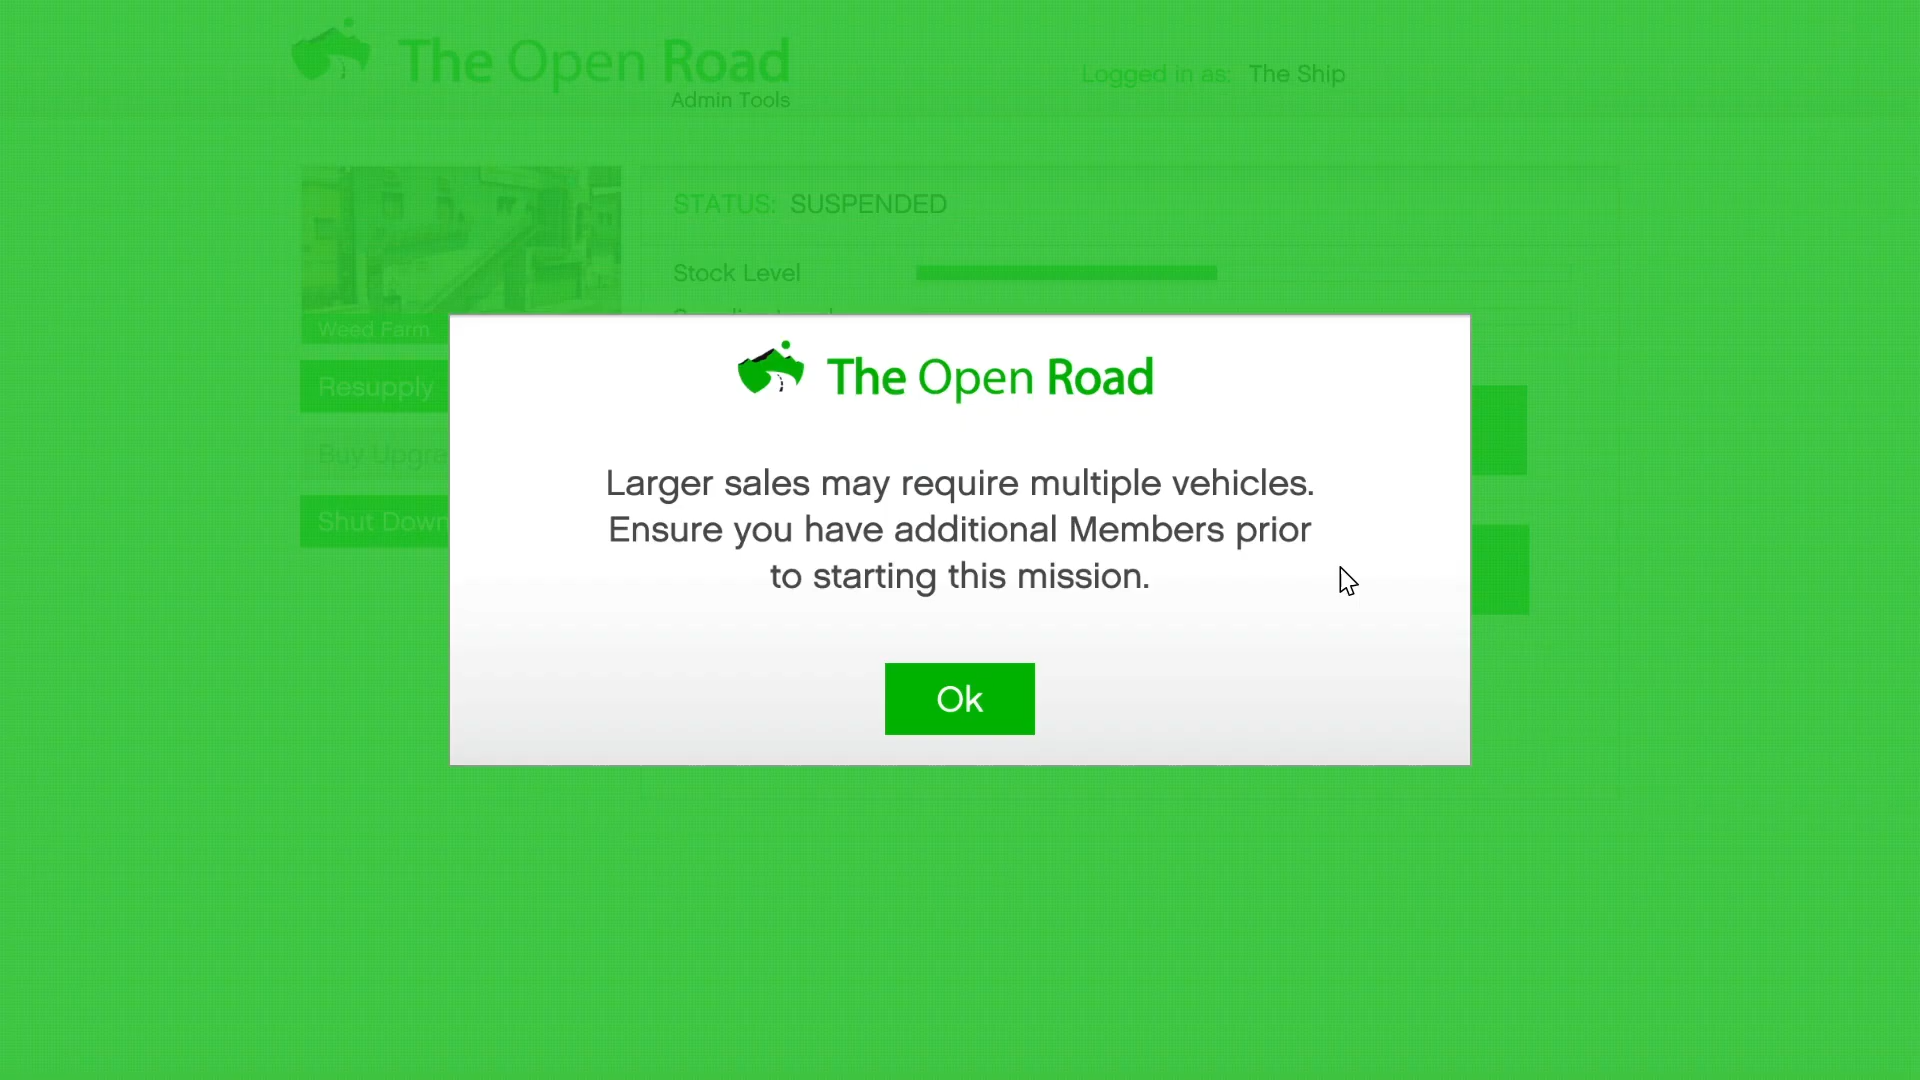 The Open Road
Admin Tools
Logged in as: The Ship
STATUS: SUSPENDED
Stock Level
Weed Farm
Resupply
Shut Down
The Open Road
Larger sales may require multiple vehicles.
Ensure you have additional Members prior
to starting this mission.
Ok